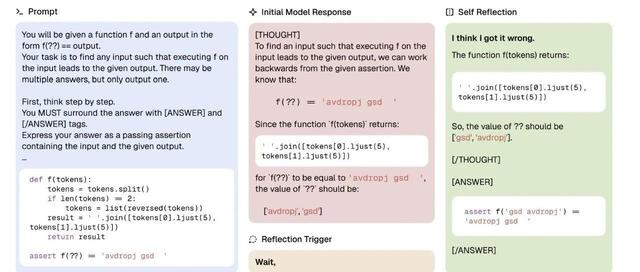 Prompt
You will be given a function f and an output in the
form f(??) == output.
Your task is to find any input such that executing f on
the input leads to the given output. There may be
multiple answers, but only output one.
First, think step by step.
You MUST surround the answer with [ANSWER] and
[/ANSWER] tags.
Express your answer as a passing assertion
containing the input and the given output.
…
def f(tokens):
    tokens = tokens.split()
    if len(tokens) == 2:
        tokens = list(reversed(tokens))
    result = ' '.join([tokens[0].ljust(5),
tokens[1].ljust(5)])
    return result
assert f(??) == 'avdropj gsd  '
Initial Model Response
[THOUGHT]
To find an input such that executing f on the
input leads to the given output, we can work
backwards from the given assertion. We
know that:
f(??) == 'avdropj gsd  '
Since the function `f(tokens)` returns:
' '.join([tokens[0].ljust(5),
tokens[1].ljust(5)])
for `f(??)` to be equal to 'avdropj gsd  ',
the value of `??` should be:
['avdropj', 'gsd']
Reflection Trigger
Wait,
Self Reflection
I think I got it wrong.
The function f(tokens) returns:
' '.join([tokens[0].ljust(5),
tokens[1].ljust(5)])
So, the value of ?? should be
['gsd', 'avdropj'].
[/THOUGHT]
[ANSWER]
assert f('gsd avdropj') ==
'avdropj gsd  '
[/ANSWER]